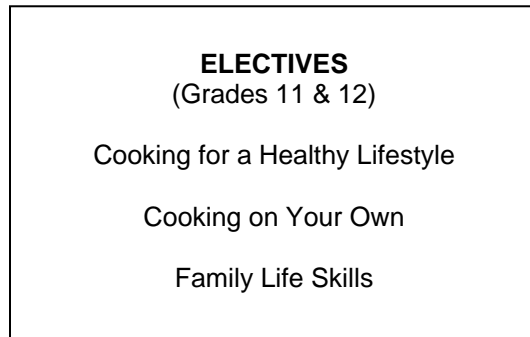 ELECTIVES
(Grades 11 & 12)
Cooking for a Healthy Lifestyle
Cooking on Your Own
Family Life Skills